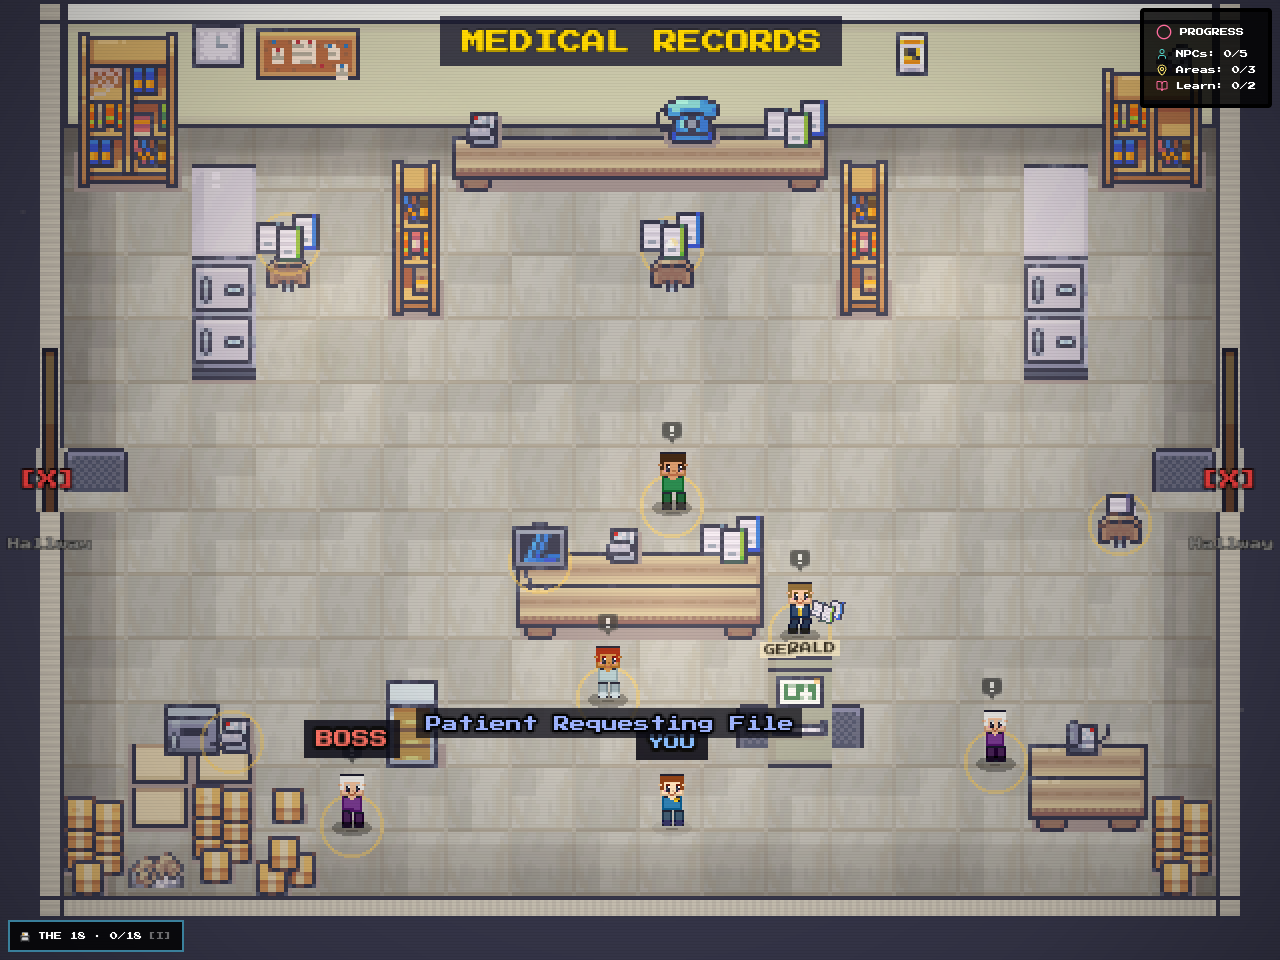 MEDICAL RECORDS
PROGRESS
NPCs: 0/5
Areas: 0/3
Learn: 0/2
[X]
[X]
Hallway
Hallway
GERALD
Patient Requesting File
BOSS
YOU
THE 18 · 0/18 [I]